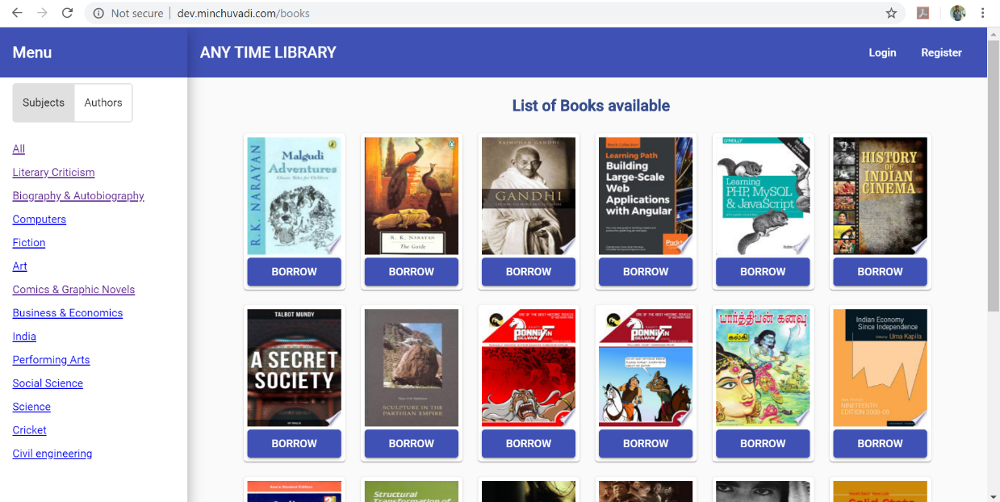 Not secure | dev.minchuvadi.com/books
Menu
ANY TIME LIBRARY
Login
Register
Subjects
Authors
List of Books available
All
Literary Criticism
Biography & Autobiography
Computers
Fiction
Art
Comics & Graphic Novels
Business & Economics
India
Performing Arts
Social Science
Science
Cricket
Civil engineering
R.K. NARAYAN
Malgudi
Adventures
Classic Tales for Children
R. K. NARAYAN
The Guide
RAJMOHAN GANDHI
GANDHI
Learning Path
Building
Large-Scale
Web
Applications
with Angular
Packt
O'REILLY
Learning
PHP, MySQL
& JavaScript
HISTORY
OF
INDIAN
CINEMA
BORROW
BORROW
BORROW
BORROW
BORROW
BORROW
TALBOT MUNDY
A SECRET
SOCIETY
SCULPTURE IN THE
PARTHIAN EMPIRE
PONNIYIN
SELVAN
PONNIYIN
SELVAN
பார்த்திபன் கனவு
கல்கி
Indian Economy
Since Independence
Uma Kapila
NINETEENTH
EDITION 2008-09
BORROW
BORROW
BORROW
BORROW
BORROW
BORROW
Structural
Transformation of
Solid State